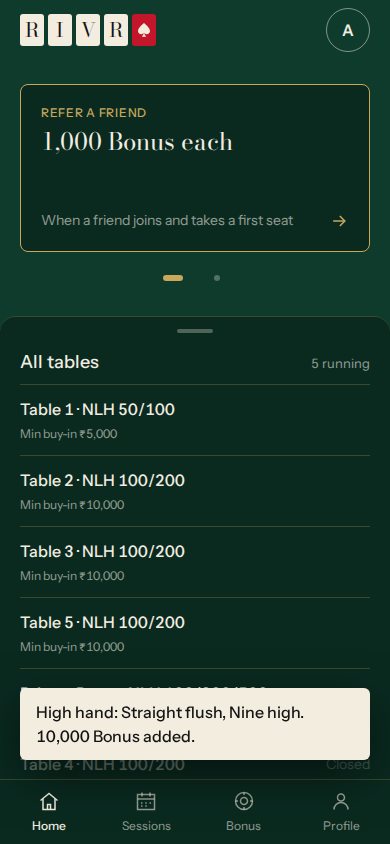 RIVR
A
REFER A FRIEND
1,000 Bonus each
When a friend joins and takes a first seat
→
All tables
5 running
Table 1 · NLH 50/100
Min buy-in ₹5,000
Table 2 · NLH 100/200
Min buy-in ₹10,000
Table 3 · NLH 100/200
Min buy-in ₹10,000
Table 5 · NLH 100/200
Min buy-in ₹10,000
High hand: Straight flush, Nine high.
10,000 Bonus added.
Table 4 · NLH 100/200
Closed
Home
Sessions
Bonus
Profile